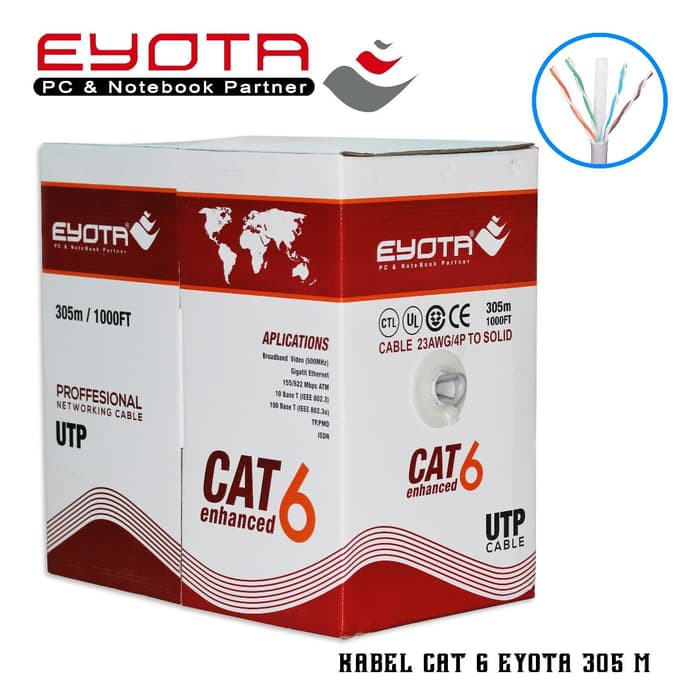 EYOTA
PC & Notebook Partner
EYOTA®
PC & NoteBook Partner
305m / 1000FT
PROFFESIONAL
NETWORKING CABLE
UTP
APLICATIONS
Broadband Video (500MHz)
Gigatit Ethernet
155/622 Mbps ATM
10 Base T (IEEE 802.3)
100 Base T (IEEE 802.3u)
TP,PMD
ISDN
CAT 6
enhanced
EYOTA®
PC & NoteBook Partner
CTL UL CE
305m
1000FT
CABLE 23AWG/4P TO SOLID
CAT 6
enhanced
UTP
CABLE
KABEL CAT 6 EYOTA 305 M